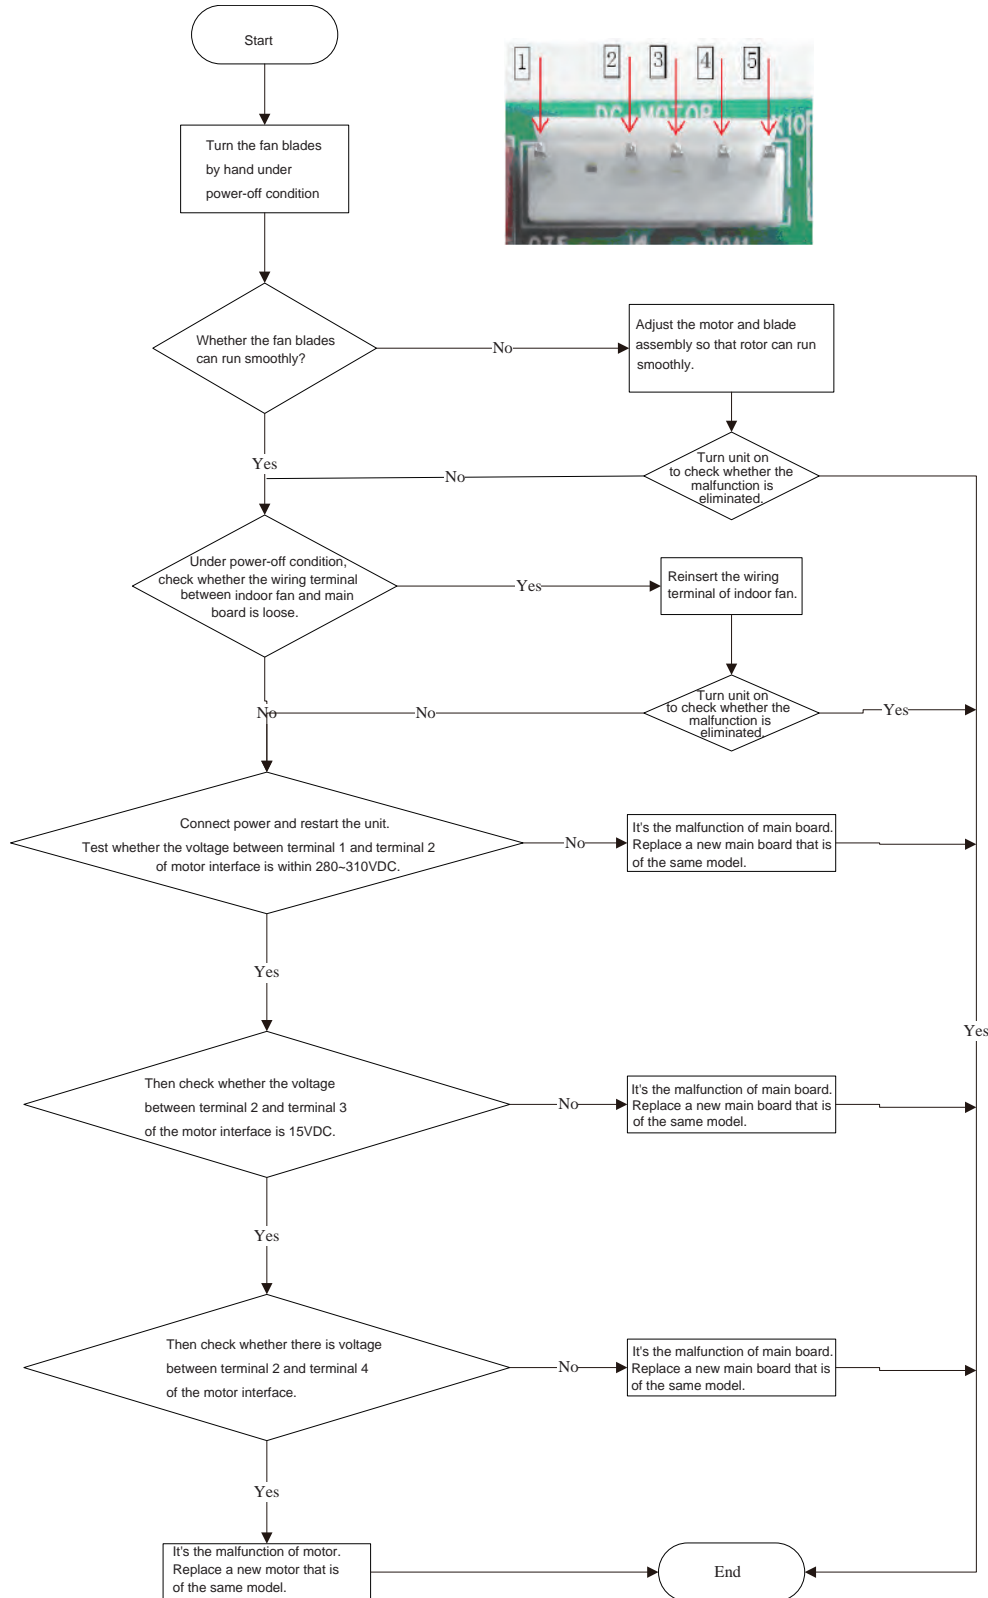 Start
1
2
3
4
5
DC MOTOR
Turn the fan blades
by hand under
power-off condition
Whether the fan blades
can run smoothly?
No
Adjust the motor and blade
assembly so that rotor can run
smoothly.
Yes
No
Turn unit on
to check whether the
malfunction is
eliminated.
Under power-off condition,
check whether the wiring terminal
between indoor fan and main
board is loose.
Yes
Reinsert the wiring
terminal of indoor fan.
No
No
Turn unit on
to check whether the
malfunction is
eliminated.
Yes
Connect power and restart the unit.
Test whether the voltage between terminal 1 and terminal 2
of motor interface is within 280~310VDC.
No
It's the malfunction of main board.
Replace a new main board that is
of the same model.
Yes
Yes
Then check whether the voltage
between terminal 2 and terminal 3
of the motor interface is 15VDC.
No
It's the malfunction of main board.
Replace a new main board that is
of the same model.
Yes
Then check whether there is voltage
between terminal 2 and terminal 4
of the motor interface.
No
It's the malfunction of main board.
Replace a new main board that is
of the same model.
Yes
It's the malfunction of motor.
Replace a new motor that is
of the same model.
End